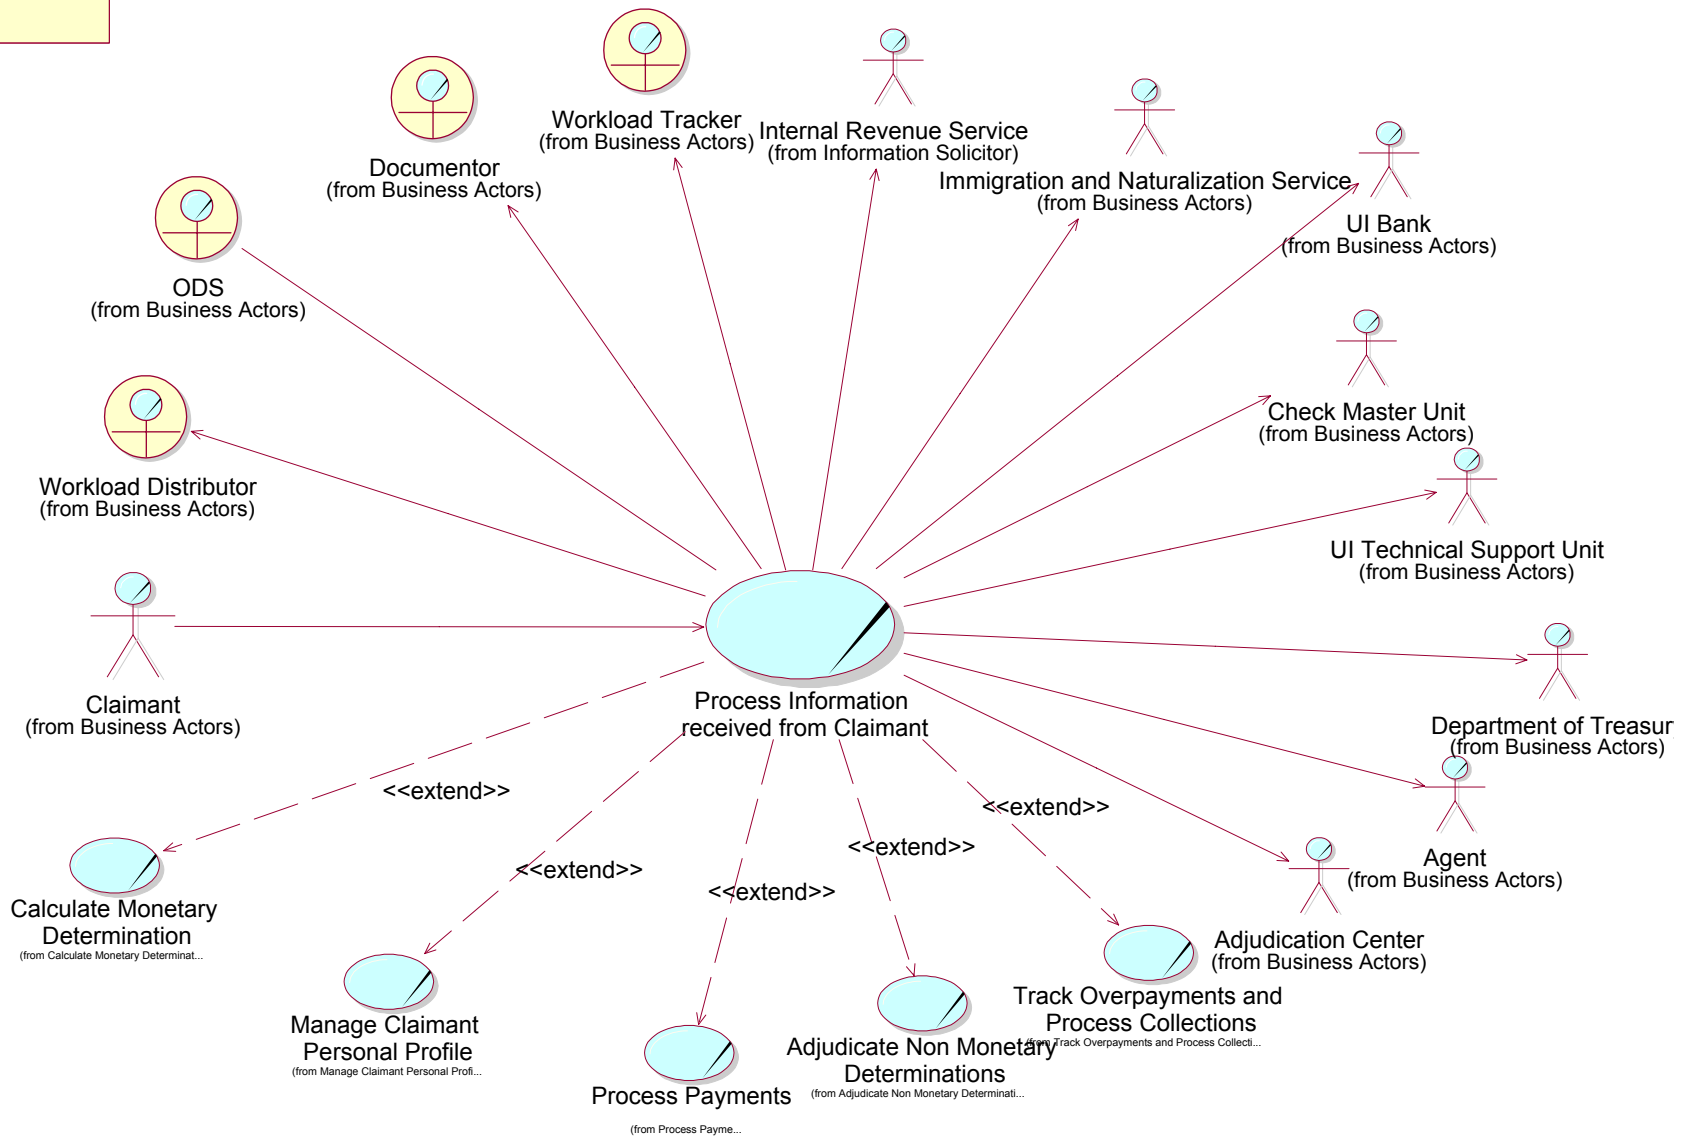 Workload Tracker
(from Business Actors)
Internal Revenue Service
(from Information Solicitor)
Documentor
(from Business Actors)
Immigration and Naturalization Service
(from Business Actors)
UI Bank
(from Business Actors)
ODS
(from Business Actors)
Check Master Unit
(from Business Actors)
Workload Distributor
(from Business Actors)
UI Technical Support Unit
(from Business Actors)
Claimant
(from Business Actors)
Process Information
received from Claimant
Department of Treasur
(from Business Actors)
<<extend>>
<<extend>>
<<extend>>
<<extend>>
<<extend>>
Agent
(from Business Actors)
Calculate Monetary
Determination
(from Calculate Monetary Determinat...
Adjudication Center
(from Business Actors)
Manage Claimant
Personal Profile
(from Manage Claimant Personal Profi...
Track Overpayments and
Process Collections
(from Track Overpayments and Process Collecti...
Adjudicate Non Monetary
Determinations
(from Adjudicate Non Monetary Determinati...
Process Payments
(from Process Payme...